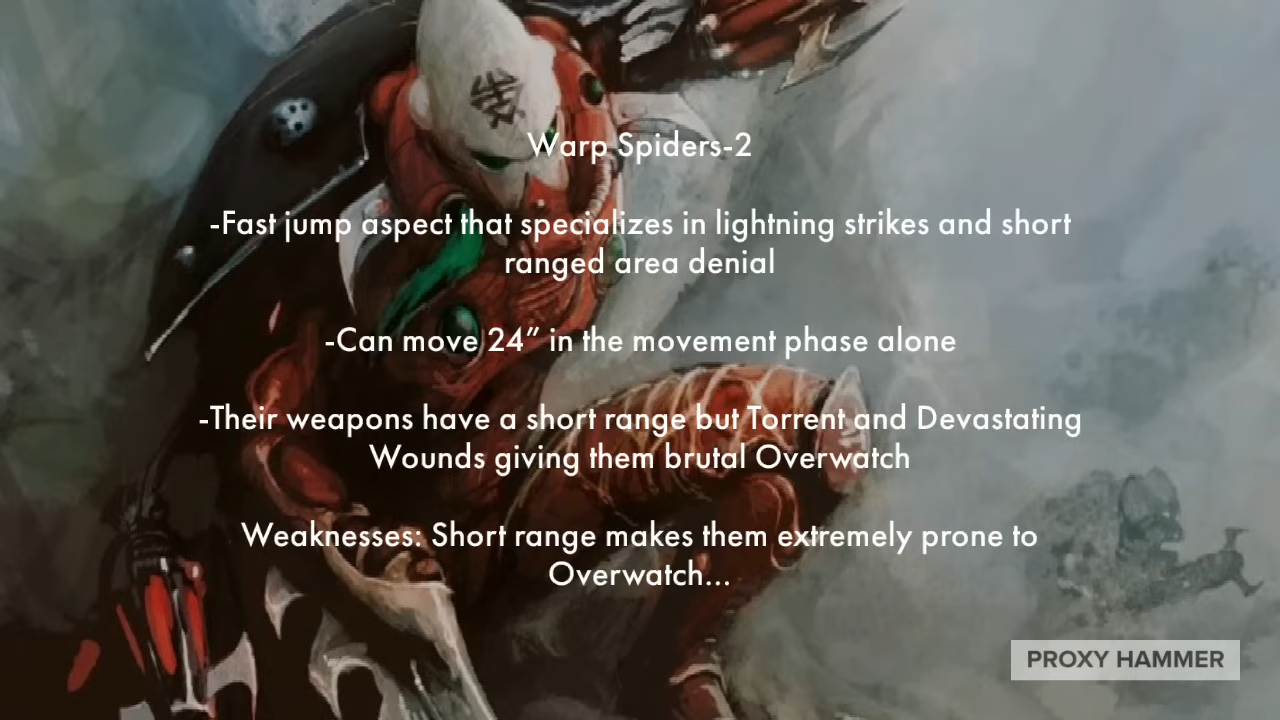 Warp Spiders-2
-Fast jump aspect that specializes in lightning strikes and short
ranged area denial
-Can move 24” in the movement phase alone
-Their weapons have a short range but Torrent and Devastating
Wounds giving them brutal Overwatch
Weaknesses: Short range makes them extremely prone to
Overwatch...
PROXY HAMMER